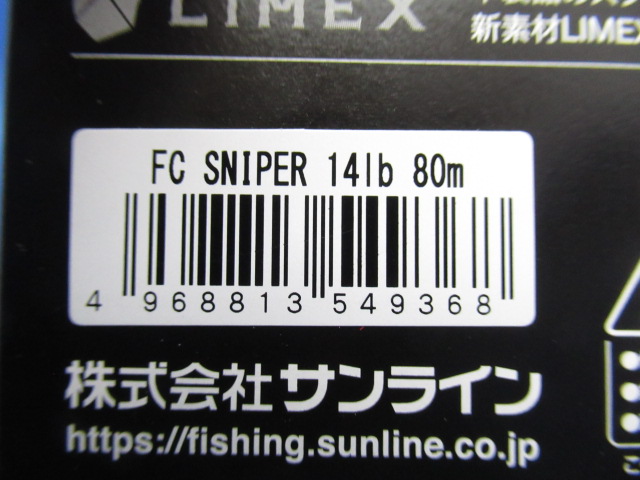 LIMEX
新素材LIMEX
FC SNIPER 14lb 80m
4 968813 549368
株式会社サンライン
https://fishing.sunline.co.jp